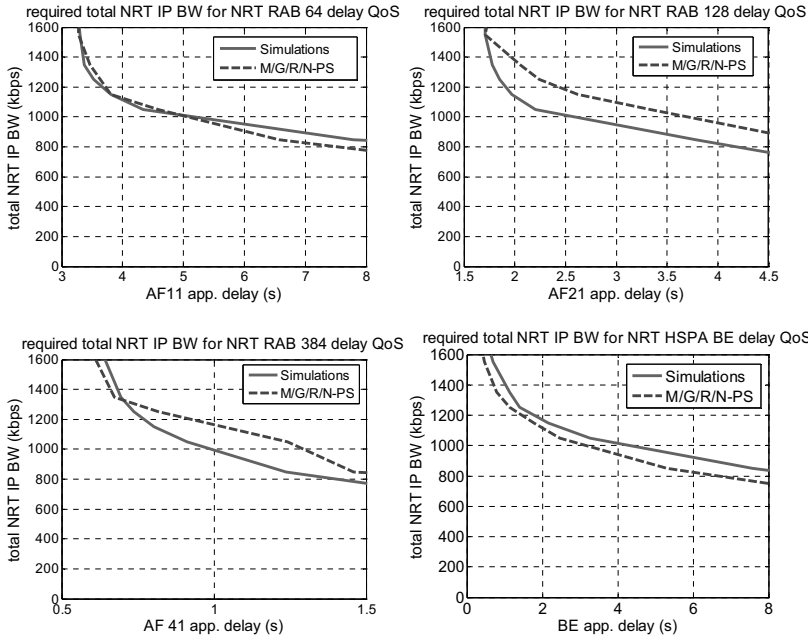 required total NRT IP BW for NRT RAB 64 delay QoS
total NRT IP BW (kbps)
1600
1400
1200
1000
800
600
400
200
0
Simulations
M/G/R/N-PS
3
4
5
6
7
8
AF11 app. delay (s)
required total NRT IP BW for NRT RAB 128 delay QoS
total NRT IP BW (kbps)
1600
1400
1200
1000
800
600
400
200
0
Simulations
M/G/R/N-PS
1.5
2
2.5
3
3.5
4
4.5
AF21 app. delay (s)
required total NRT IP BW for NRT RAB 384 delay QoS
total NRT IP BW (kbps)
1600
1400
1200
1000
800
600
400
200
0
Simulations
M/G/R/N-PS
0.5
1
1.5
AF 41 app. delay (s)
required total NRT IP BW for NRT HSPA BE delay QoS
total NRT IP BW (kbps)
1600
1400
1200
1000
800
600
400
200
0
Simulations
M/G/R/N-PS
0
2
4
6
8
BE app. delay (s)